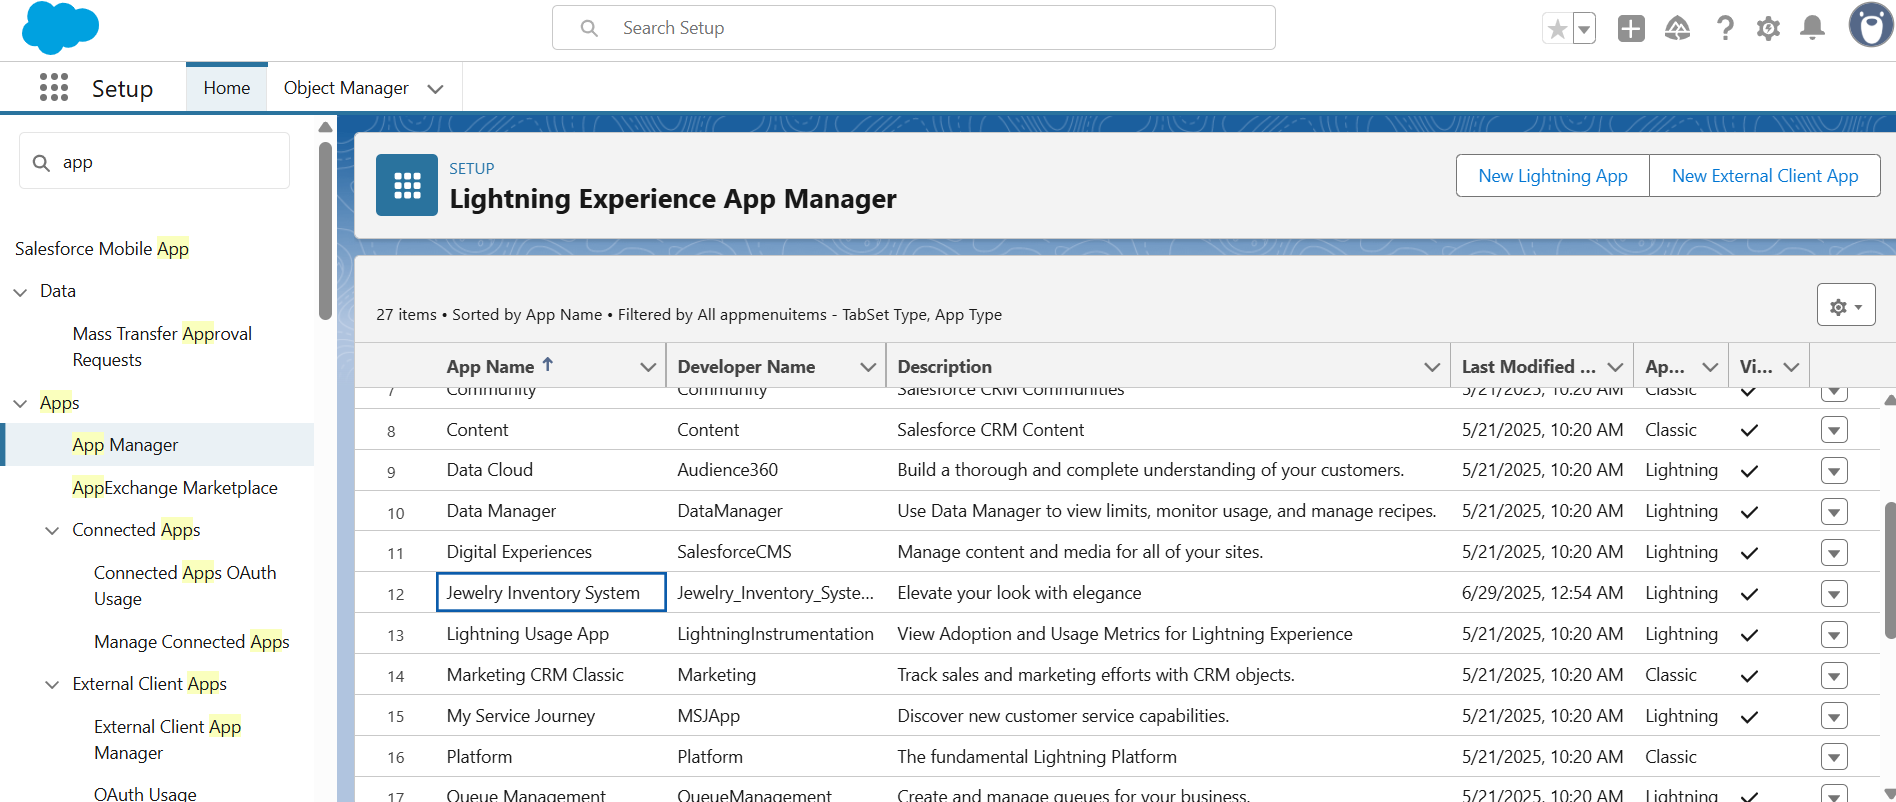 Search Setup
Setup
Home
Object Manager
app
Salesforce Mobile App
Data
Mass Transfer Approval
Requests
Apps
App Manager
AppExchange Marketplace
Connected Apps
Connected Apps OAuth
Usage
Manage Connected Apps
External Client Apps
External Client App
Manager
OAuth Usage
SETUP
Lightning Experience App Manager
New Lightning App
New External Client App
27 items • Sorted by App Name • Filtered by All appmenuitems - TabSet Type, App Type
App Name ↑ Developer Name Description Last Modified ... Ap... Vi...
7 Community Community Salesforce CRM Communities 5/21/2025, 10:20 AM Classic
8 Content Content Salesforce CRM Content 5/21/2025, 10:20 AM Classic
9 Data Cloud Audience360 Build a thorough and complete understanding of your customers. 5/21/2025, 10:20 AM Lightning
10 Data Manager DataManager Use Data Manager to view limits, monitor usage, and manage recipes. 5/21/2025, 10:20 AM Lightning
11 Digital Experiences SalesforceCMS Manage content and media for all of your sites. 5/21/2025, 10:20 AM Lightning
12 Jewelry Inventory System Jewelry_Inventory_Syste... Elevate your look with elegance 6/29/2025, 12:54 AM Lightning
13 Lightning Usage App LightningInstrumentation View Adoption and Usage Metrics for Lightning Experience 5/21/2025, 10:20 AM Lightning
14 Marketing CRM Classic Marketing Track sales and marketing efforts with CRM objects. 5/21/2025, 10:20 AM Classic
15 My Service Journey MSJApp Discover new customer service capabilities. 5/21/2025, 10:20 AM Lightning
16 Platform Platform The fundamental Lightning Platform 5/21/2025, 10:20 AM Classic
17 Queue Management QueueManagement Create and manage queues for your business. 5/21/2025, 10:20 AM Lightning